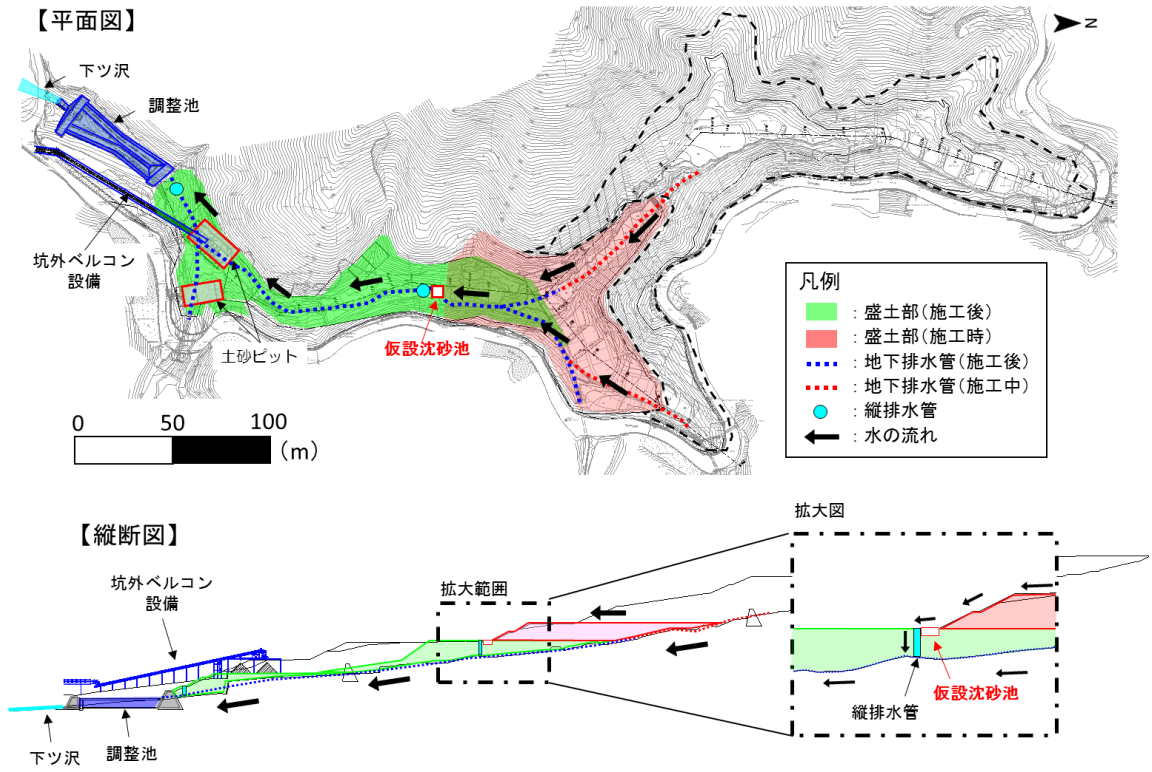 【平面図】
N
下ツ沢
調整池
坑外ベルコン
設備
土砂ピット
仮設沈砂池
0
50
100
(m)
凡例
：盛土部(施工後)
：盛土部(施工時)
：地下排水管(施工後)
：地下排水管(施工中)
：縦排水管
：水の流れ
【縦断図】
坑外ベルコン
設備
拡大範囲
拡大図
仮設沈砂池
縦排水管
下ツ沢
調整池